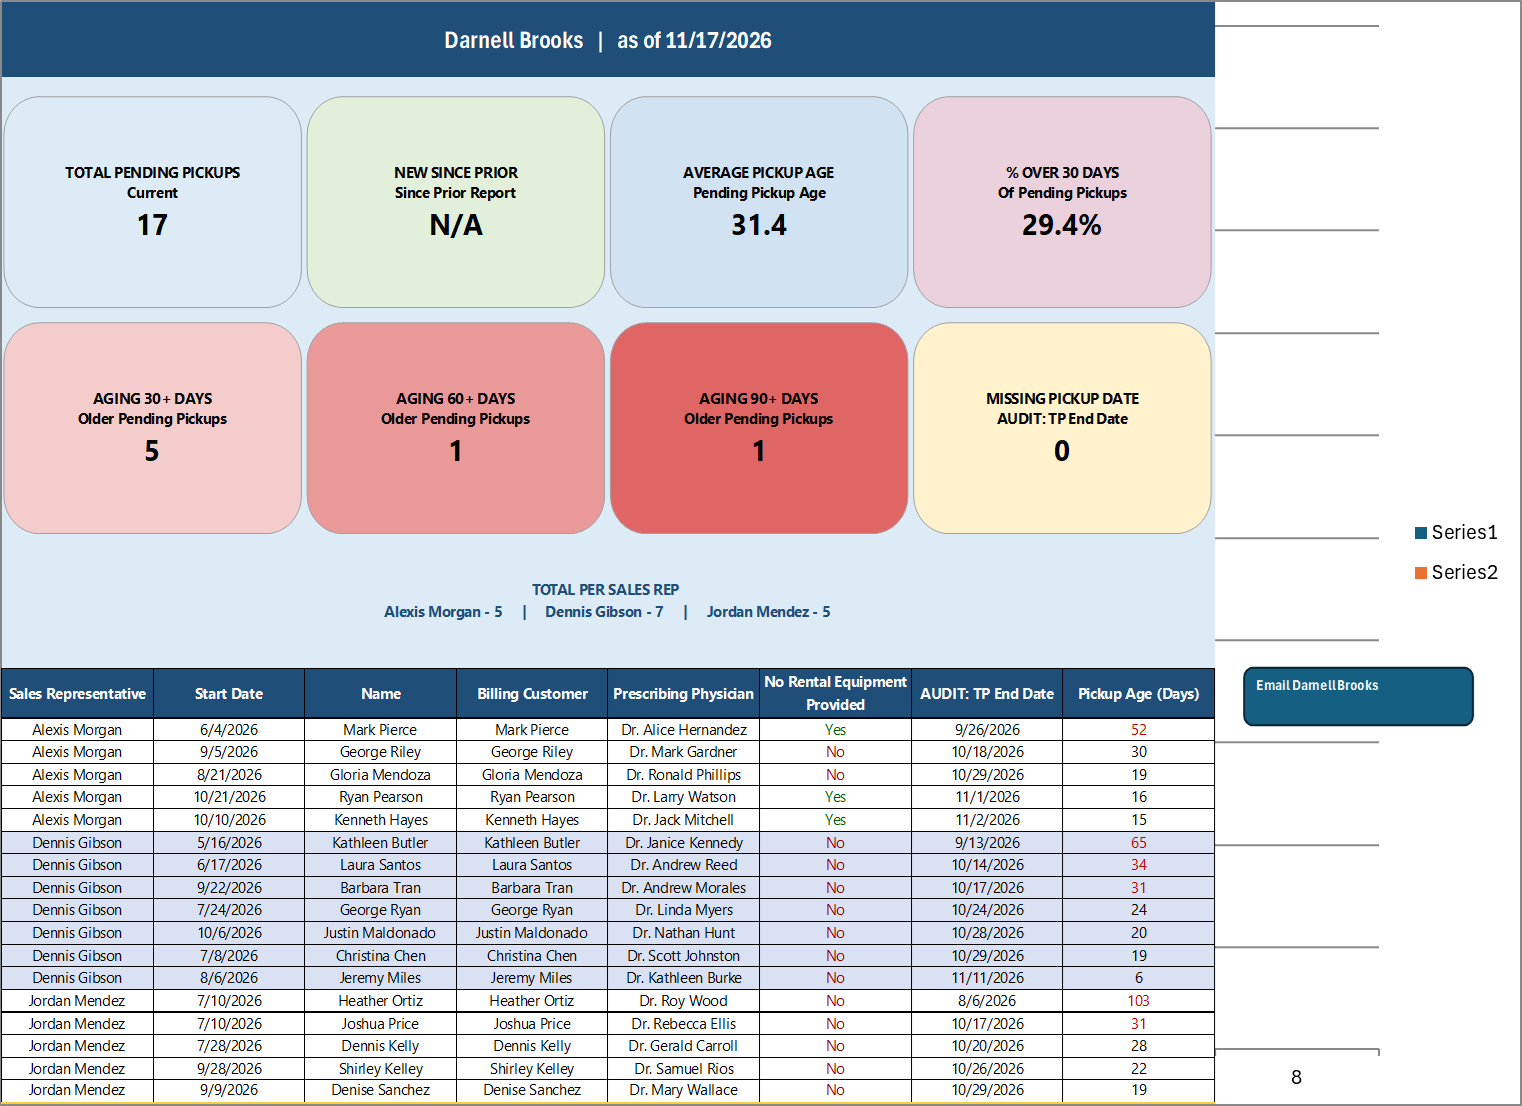 Darnell Brooks | as of 11/17/2026
TOTAL PENDING PICKUPS
Current
17
NEW SINCE PRIOR
Since Prior Report
N/A
AVERAGE PICKUP AGE
Pending Pickup Age
31.4
% OVER 30 DAYS
Of Pending Pickups
29.4%
AGING 30+ DAYS
Older Pending Pickups
5
AGING 60+ DAYS
Older Pending Pickups
1
AGING 90+ DAYS
Older Pending Pickups
1
MISSING PICKUP DATE
AUDIT: TP End Date
0
Series1
Series2
TOTAL PER SALES REP
Alexis Morgan - 5 | Dennis Gibson - 7 | Jordan Mendez - 5
Email Darnell Brooks
Sales Representative Start Date Name Billing Customer Prescribing Physician No Rental Equipment Provided AUDIT: TP End Date Pickup Age (Days)
Alexis Morgan 6/4/2026 Mark Pierce Mark Pierce Dr. Alice Hernandez Yes 9/26/2026 52
Alexis Morgan 9/5/2026 George Riley George Riley Dr. Mark Gardner No 10/18/2026 30
Alexis Morgan 8/21/2026 Gloria Mendoza Gloria Mendoza Dr. Ronald Phillips No 10/29/2026 19
Alexis Morgan 10/21/2026 Ryan Pearson Ryan Pearson Dr. Larry Watson Yes 11/1/2026 16
Alexis Morgan 10/10/2026 Kenneth Hayes Kenneth Hayes Dr. Jack Mitchell Yes 11/2/2026 15
Dennis Gibson 5/16/2026 Kathleen Butler Kathleen Butler Dr. Janice Kennedy No 9/13/2026 65
Dennis Gibson 6/17/2026 Laura Santos Laura Santos Dr. Andrew Reed No 10/14/2026 34
Dennis Gibson 9/22/2026 Barbara Tran Barbara Tran Dr. Andrew Morales No 10/17/2026 31
Dennis Gibson 7/24/2026 George Ryan George Ryan Dr. Linda Myers No 10/24/2026 24
Dennis Gibson 10/6/2026 Justin Maldonado Justin Maldonado Dr. Nathan Hunt No 10/28/2026 20
Dennis Gibson 7/8/2026 Christina Chen Christina Chen Dr. Scott Johnston No 10/29/2026 19
Dennis Gibson 8/6/2026 Jeremy Miles Jeremy Miles Dr. Kathleen Burke No 11/11/2026 6
Jordan Mendez 7/10/2026 Heather Ortiz Heather Ortiz Dr. Roy Wood No 8/6/2026 103
Jordan Mendez 7/10/2026 Joshua Price Joshua Price Dr. Rebecca Ellis No 10/17/2026 31
Jordan Mendez 7/28/2026 Dennis Kelly Dennis Kelly Dr. Gerald Carroll No 10/20/2026 28
Jordan Mendez 9/28/2026 Shirley Kelley Shirley Kelley Dr. Samuel Rios No 10/26/2026 22
Jordan Mendez 9/9/2026 Denise Sanchez Denise Sanchez Dr. Mary Wallace No 10/29/2026 19
8